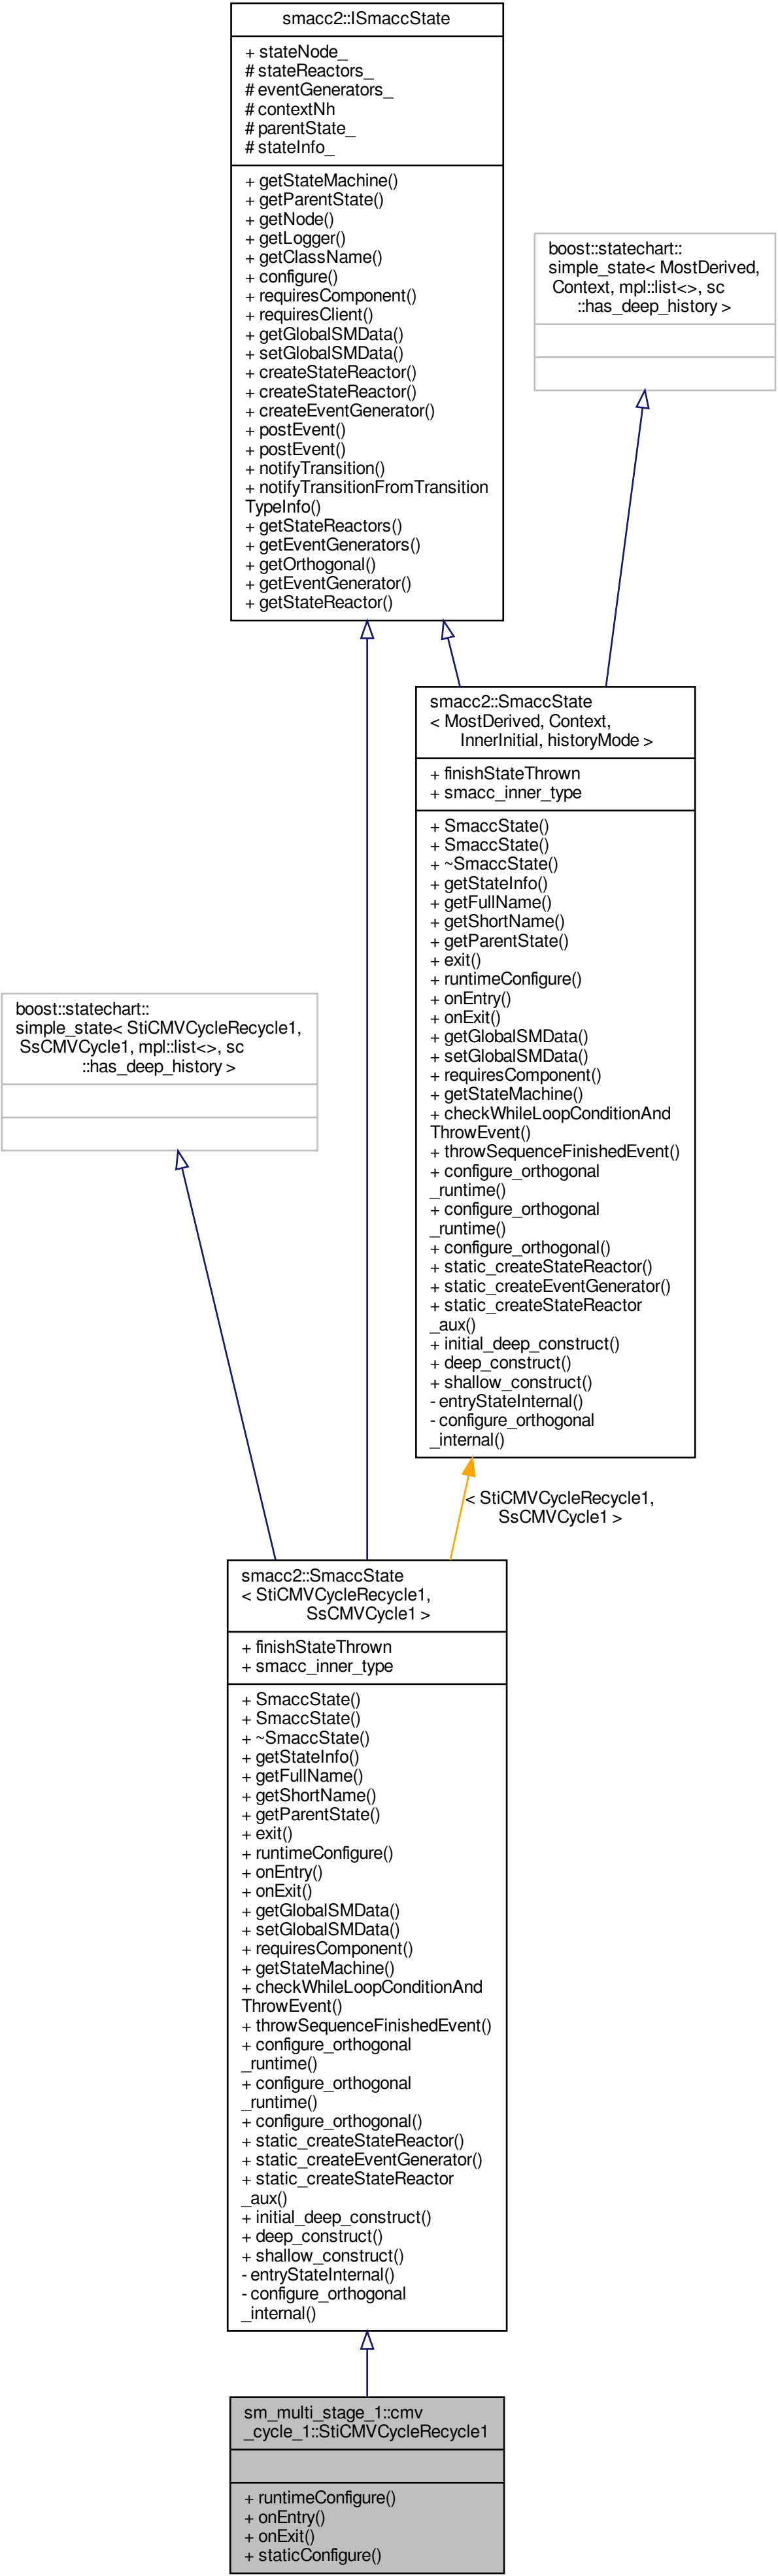 smacc2::ISmaccState
+ stateNode_
# stateReactors_
# eventGenerators_
# contextNh
# parentState_
# stateInfo_
+ getStateMachine()
+ getParentState()
+ getNode()
+ getLogger()
+ getClassName()
+ configure()
+ requiresComponent()
+ requiresClient()
+ getGlobalSMData()
+ setGlobalSMData()
+ createStateReactor()
+ createStateReactor()
+ createEventGenerator()
+ postEvent()
+ postEvent()
+ notifyTransition()
+ notifyTransitionFromTransition
TypeInfo()
+ getStateReactors()
+ getEventGenerators()
+ getOrthogonal()
+ getEventGenerator()
+ getStateReactor()
boost::statechart::
simple_state< MostDerived,
Context, mpl::list<>, sc
::has_deep_history >
smacc2::SmaccState
< MostDerived, Context,
InnerInitial, historyMode >
+ finishStateThrown
+ smacc_inner_type
+ SmaccState()
+ SmaccState()
+ ~SmaccState()
+ getStateInfo()
+ getFullName()
+ getShortName()
+ getParentState()
+ exit()
+ runtimeConfigure()
+ onEntry()
+ onExit()
+ getGlobalSMData()
+ setGlobalSMData()
+ requiresComponent()
+ getStateMachine()
+ checkWhileLoopConditionAnd
ThrowEvent()
+ throwSequenceFinishedEvent()
+ configure_orthogonal
_runtime()
+ configure_orthogonal
_runtime()
+ configure_orthogonal()
+ static_createStateReactor()
+ static_createEventGenerator()
+ static_createStateReactor
_aux()
+ initial_deep_construct()
+ deep_construct()
+ shallow_construct()
- entryStateInternal()
- configure_orthogonal
_internal()
boost::statechart::
simple_state< StiCMVCycleRecycle1,
SsCMVCycle1, mpl::list<>, sc
::has_deep_history >
< StiCMVCycleRecycle1,
SsCMVCycle1 >
smacc2::SmaccState
< StiCMVCycleRecycle1,
SsCMVCycle1 >
+ finishStateThrown
+ smacc_inner_type
+ SmaccState()
+ SmaccState()
+ ~SmaccState()
+ getStateInfo()
+ getFullName()
+ getShortName()
+ getParentState()
+ exit()
+ runtimeConfigure()
+ onEntry()
+ onExit()
+ getGlobalSMData()
+ setGlobalSMData()
+ requiresComponent()
+ getStateMachine()
+ checkWhileLoopConditionAnd
ThrowEvent()
+ throwSequenceFinishedEvent()
+ configure_orthogonal
_runtime()
+ configure_orthogonal
_runtime()
+ configure_orthogonal()
+ static_createStateReactor()
+ static_createEventGenerator()
+ static_createStateReactor
_aux()
+ initial_deep_construct()
+ deep_construct()
+ shallow_construct()
- entryStateInternal()
- configure_orthogonal
_internal()
sm_multi_stage_1::cmv
_cycle_1::StiCMVCycleRecycle1
+ runtimeConfigure()
+ onEntry()
+ onExit()
+ staticConfigure()